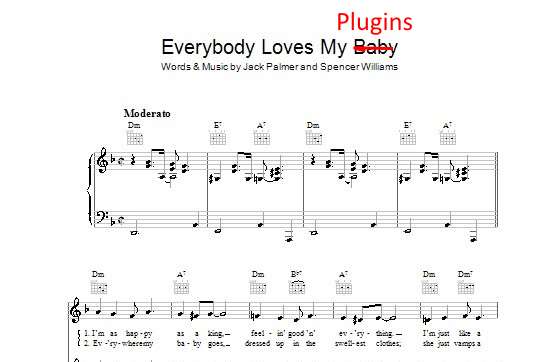 Plugins
Everybody Loves My Baby
Words & Music by Jack Palmer and Spencer Williams
Moderato
Dm E7 A7 Dm E7 A7
Dm A7 Dm B♭7 A7 Dm Dm7
1. I'm as hap-py as a king, feel-in' good 'n' ev-'ry-thing. I'm just like a
2. Ev-'ry-where my ba-by goes, dressed up in the swell-est clothes; she just vamps a